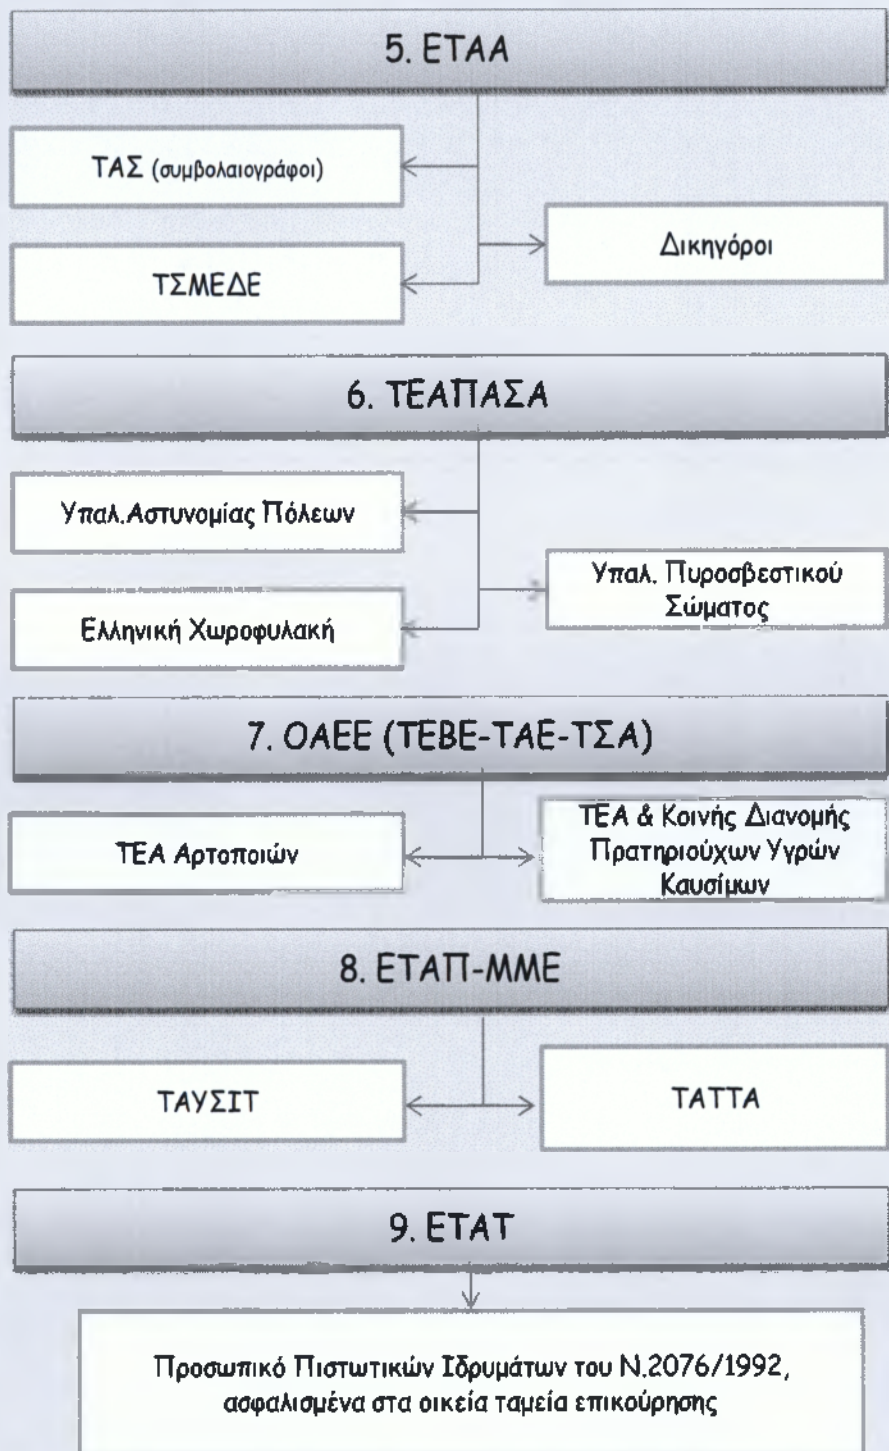 5. ΕΤΑΑ
ΤΑΣ (συμβολαιογράφοι)
Δικηγόροι
ΤΣΜΕΔΕ
6. ΤΕΑΠΑΣΑ
Υπαλ.Αστυνομίας Πόλεων
Υπαλ. Πυροσβεστικού
Σώματος
Ελληνική Χωροφυλακή
7. ΟΑΕΕ (ΤΕΒΕ-ΤΑΕ-ΤΣΑ)
ΤΕΑ Αρτοποιών
ΤΕΑ & Κοινής Διανομής
Πρατηριούχων Υγρών
Καυσίμων
8. ΕΤΑΠ-ΜΜΕ
ΤΑΥΣΙΤ
ΤΑΤΤΑ
9. ΕΤΑΤ
Προσωπικό Πιστωτικών Ιδρυμάτων του Ν.2076/1992,
ασφαλισμένα στα οικεία ταμεία επικούρησης